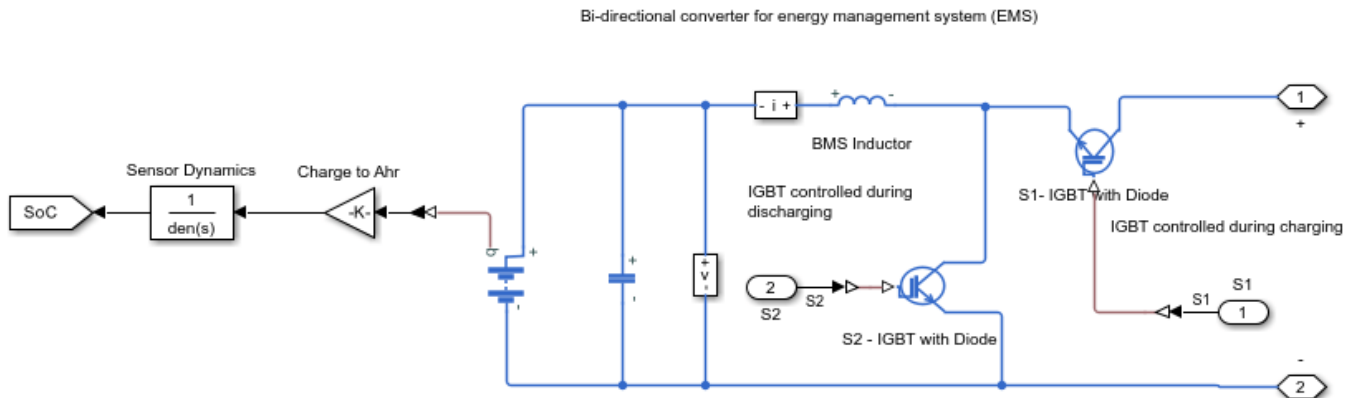 Bi-directional converter for energy management system (EMS)
+
- i +
+
-
1
+
BMS Inductor
Sensor Dynamics
Charge to Ahr
IGBT controlled during
discharging
S1- IGBT with Diode
IGBT controlled during charging
SoC
1
den(s)
-K-
q
+
-
+
-
+
v
-
2
S2
S2
S2 - IGBT with Diode
S1
S1
1
-
2